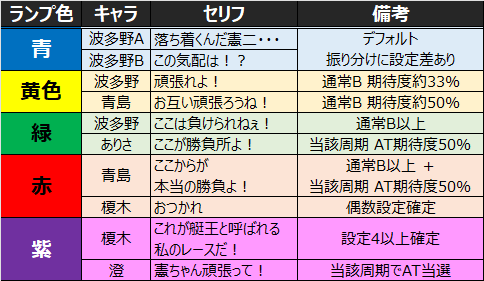 ランプ色 キャラ セリフ 備考
青 波多野A 落ち着くんだ憲二・・・ デフォルト
波多野B この気配は！？ 振り分けに設定差あり
黄色 波多野 頑張れよ！ 通常B 期待度約33%
青島 お互い頑張ろうね！ 通常B 期待度約50%
緑 波多野 ここは負けられねぇ！ 通常B以上
ありさ ここが勝負所よ！ 当該周期 AT期待度50%
赤 青島 ここからが 通常B以上 ＋
本当の勝負よ！ 当該周期 AT期待度50%
榎木 おつかれ 偶数設定確定
紫 榎木 これが艇王と呼ばれる 設定4以上確定
私のレースだ！
澄 憲ちゃん頑張って！ 当該周期でAT当選